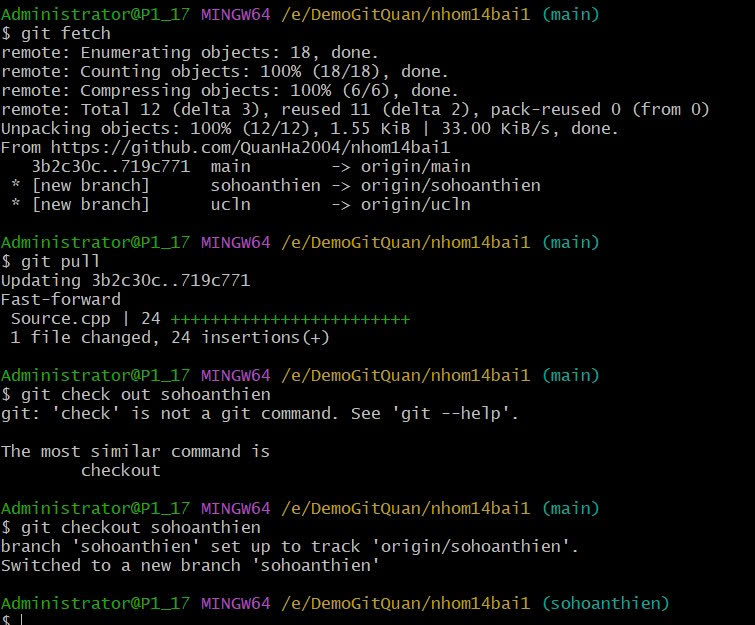 Administrator@P1_17 MINGW64 /e/DemoGitQuan/nhom14bai1 (main)
$ git fetch
remote: Enumerating objects: 18, done.
remote: Counting objects: 100% (18/18), done.
remote: Compressing objects: 100% (6/6), done.
remote: Total 12 (delta 3), reused 11 (delta 2), pack-reused 0 (from 0)
Unpacking objects: 100% (12/12), 1.55 KiB | 33.00 KiB/s, done.
From https://github.com/QuanHa2004/nhom14bai1
   3b2c30c..719c771  main        -> origin/main
 * [new branch]      sohoanthien -> origin/sohoanthien
 * [new branch]      ucln        -> origin/ucln
Administrator@P1_17 MINGW64 /e/DemoGitQuan/nhom14bai1 (main)
$ git pull
Updating 3b2c30c..719c771
Fast-forward
 Source.cpp | 24 ++++++++++++++++++++++++
 1 file changed, 24 insertions(+)
Administrator@P1_17 MINGW64 /e/DemoGitQuan/nhom14bai1 (main)
$ git check out sohoanthien
git: 'check' is not a git command. See 'git --help'.
The most similar command is
        checkout
Administrator@P1_17 MINGW64 /e/DemoGitQuan/nhom14bai1 (main)
$ git checkout sohoanthien
branch 'sohoanthien' set up to track 'origin/sohoanthien'.
Switched to a new branch 'sohoanthien'
Administrator@P1_17 MINGW64 /e/DemoGitQuan/nhom14bai1 (sohoanthien)
$